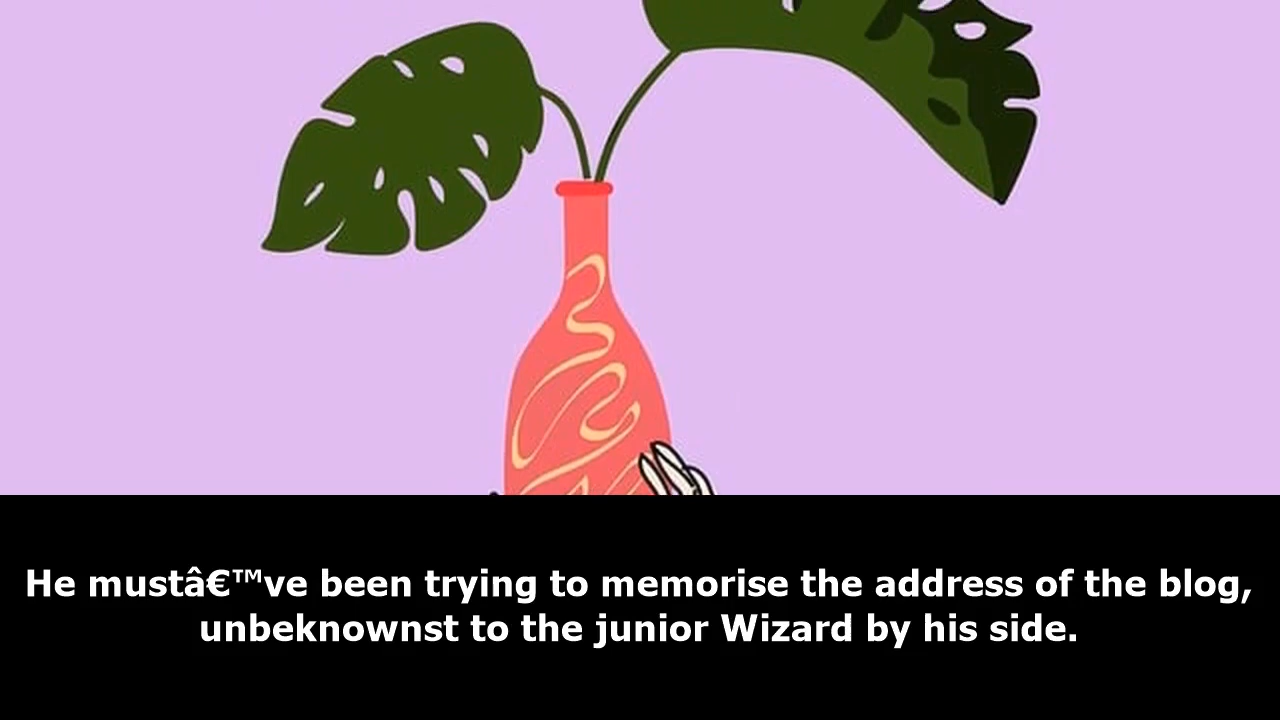 He mustâ€™ve been trying to memorise the address of the blog,
unbeknownst to the junior Wizard by his side.